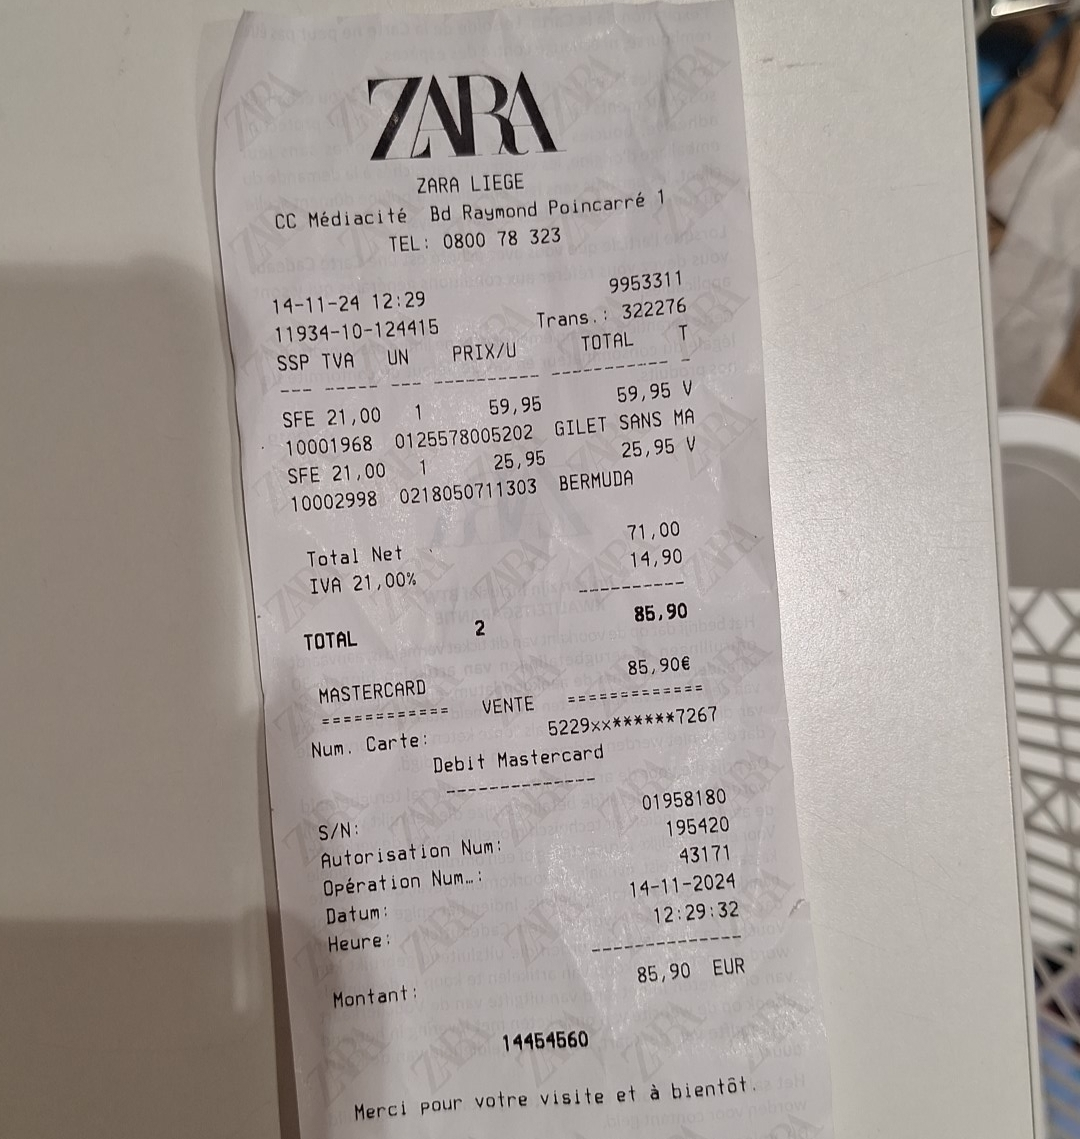 ZARA
ZARA LIEGE
CC Médiacité Bd Raymond Poincarré 1
TEL: 0800 78 323
14-11-24 12:29 9953311
11934-10-124415 Trans.: 322276
SSP TVA UN PRIX/U TOTAL T
--- ----- --- ---------- ----------- -
SFE 21,00 1 59,95 59,95 V
10001968 0125578005202 GILET SANS MA
SFE 21,00 1 25,95 25,95 V
10002998 0218050711303 BERMUDA
Total Net 71,00
IVA 21,00% 14,90
----------
TOTAL 2 85,90
MASTERCARD 85,90€
============ VENTE =============
Num. Carte: 5229xx******7267
Debit Mastercard
--------------
S/N: 01958180
Autorisation Num: 195420
Opération Num…: 43171
Datum: 14-11-2024
Heure: 12:29:32
--------------
Montant: 85,90 EUR
14454560
Merci pour votre visite et à bientôt.